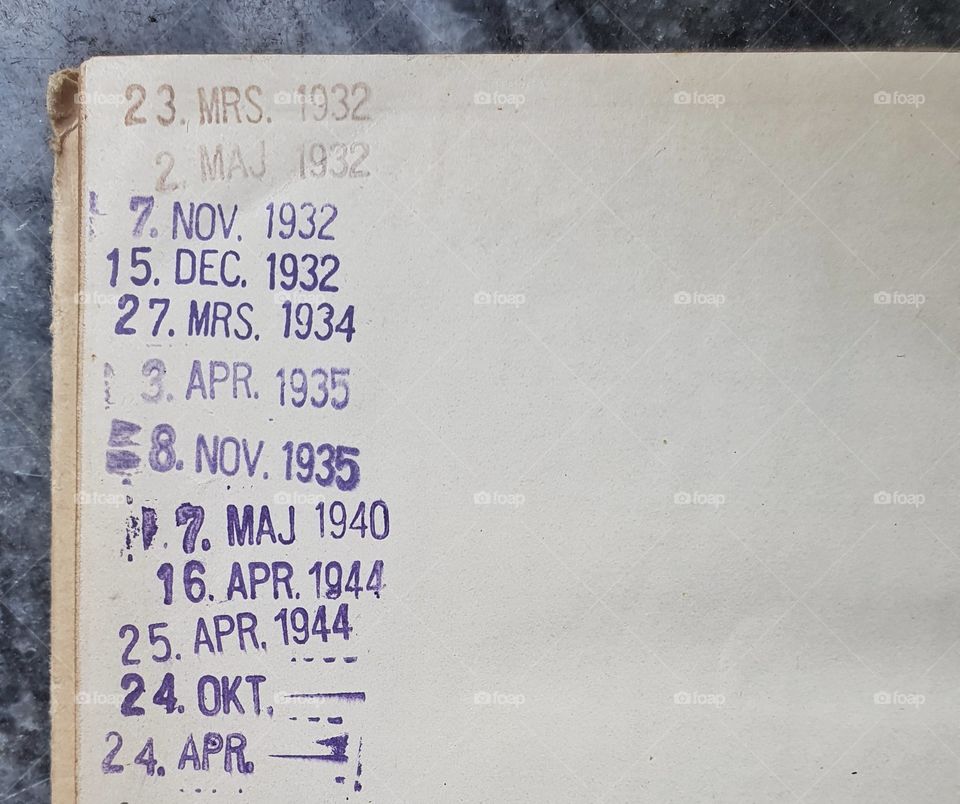 23. MRS. 1932
2. MAJ 1932
7. NOV. 1932
15. DEC. 1932
27. MRS. 1934
3. APR. 1935
8. NOV. 1935
7. MAJ 1940
16. APR. 1944
25. APR. 1944
24. OKT.
24. APR.